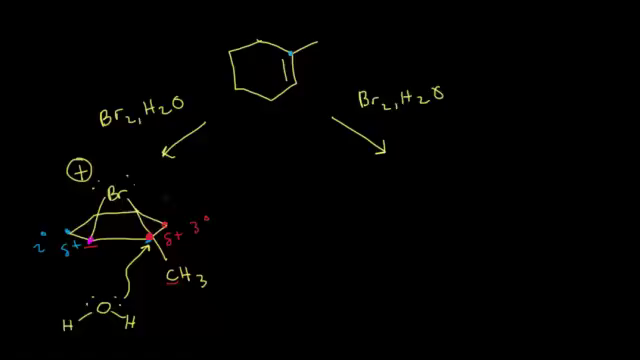 Br2, H2O
Br2, H2O
+
Br
2° δ+
δ+ 3°
CH3
O
H
H